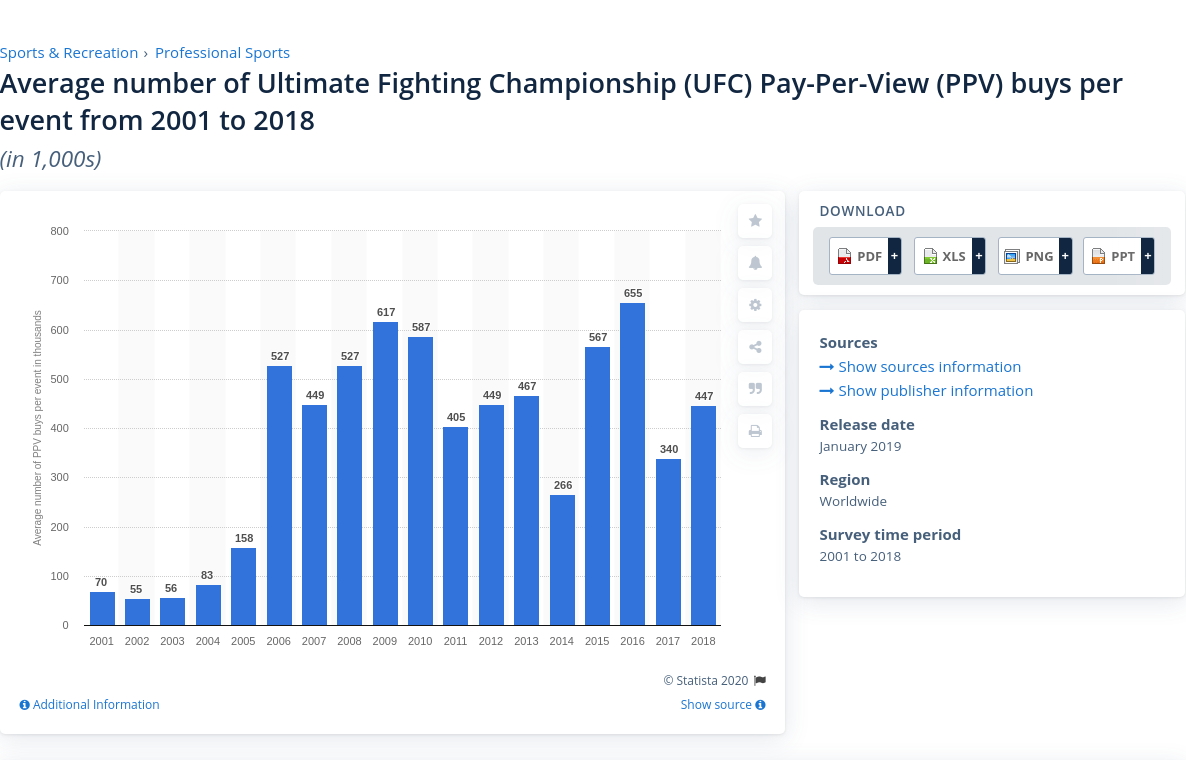 Sports & Recreation › Professional Sports
Average number of Ultimate Fighting Championship (UFC) Pay-Per-View (PPV) buys per
event from 2001 to 2018
(in 1,000s)
Average number of PPV buys per event in thousands
800
700
600
500
400
300
200
100
0
70
55
56
83
158
527
449
527
617
587
405
449
467
266
567
655
340
447
2001 2002 2003 2004 2005 2006 2007 2008 2009 2010 2011 2012 2013 2014 2015 2016 2017 2018
© Statista 2020
Additional Information
Show source
DOWNLOAD
PDF + XLS + PNG + PPT +
Sources
Show sources information
Show publisher information
Release date
January 2019
Region
Worldwide
Survey time period
2001 to 2018